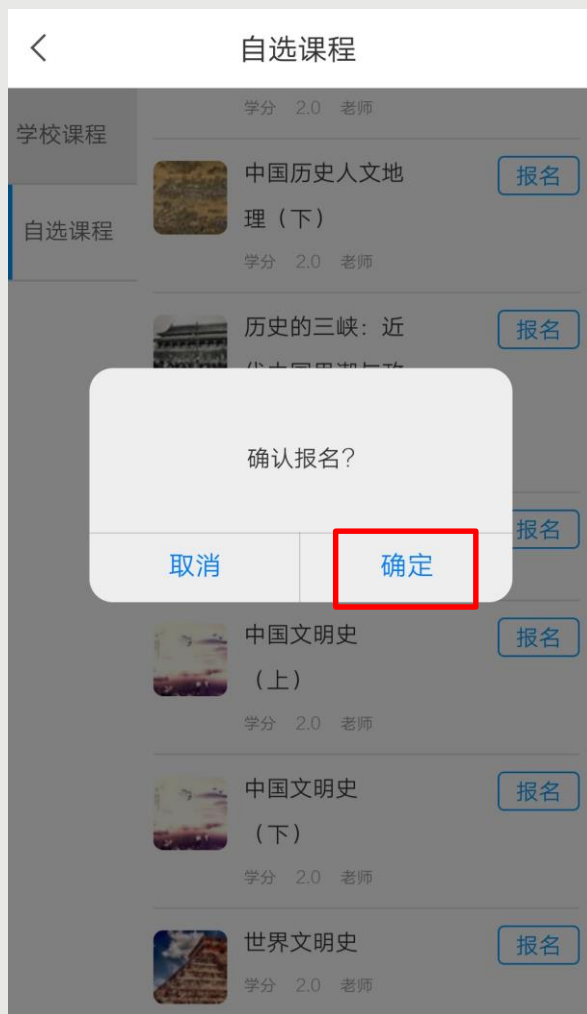 自选课程
学校课程
自选课程
学分 2.0 老师
中国历史人文地
理（下）
报名
学分 2.0 老师
历史的三峡：近
报名
确认报名？
取消
确定
报名
中国文明史
（上）
报名
学分 2.0 老师
中国文明史
（下）
报名
学分 2.0 老师
世界文明史
报名
学分 2.0 老师